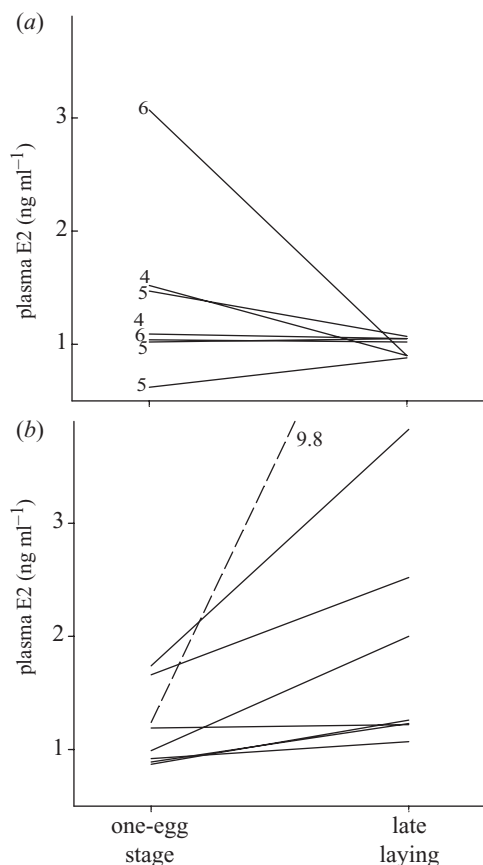 (a)
3
2
1
plasma E2 (ng ml⁻¹)
6
4
5
4
6
5
5
(b)
3
2
1
plasma E2 (ng ml⁻¹)
9.8
one-egg
stage
late
laying